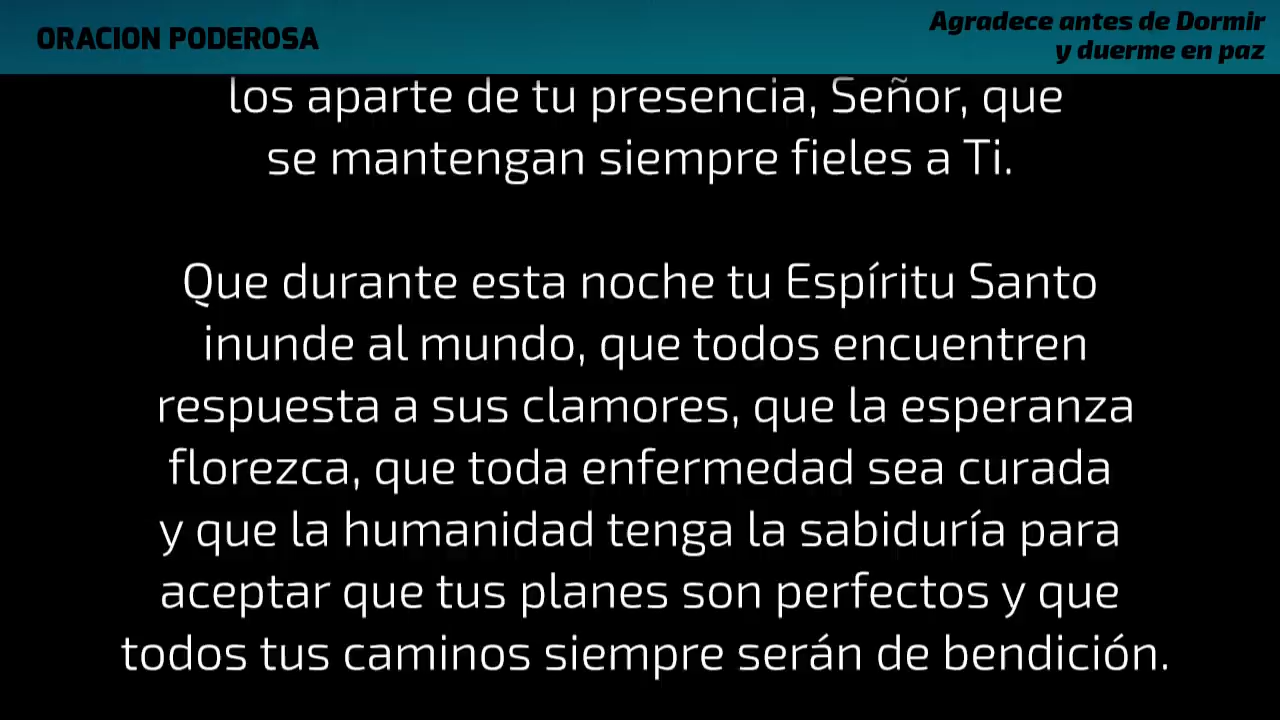 ORACION PODEROSA
Agradece antes de Dormir
y duerme en paz
los aparte de tu presencia, Señor, que
se mantengan siempre fieles a Ti.
Que durante esta noche tu Espíritu Santo
inunde al mundo, que todos encuentren
respuesta a sus clamores, que la esperanza
florezca, que toda enfermedad sea curada
y que la humanidad tenga la sabiduría para
aceptar que tus planes son perfectos y que
todos tus caminos siempre serán de bendición.